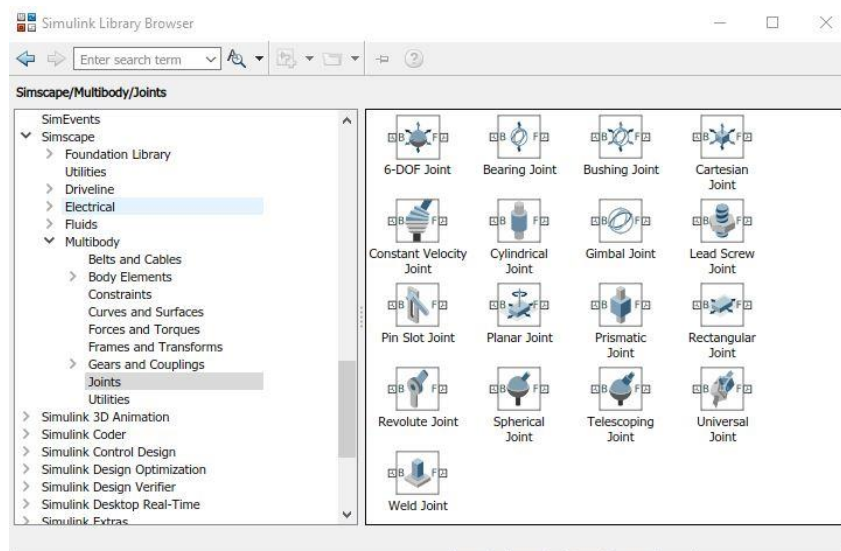 Simulink Library Browser
Enter search term
Simscape/Multibody/Joints
SimEvents
Simscape
Foundation Library
Utilities
Driveline
Electrical
Fluids
Multibody
Belts and Cables
Body Elements
Constraints
Curves and Surfaces
Forces and Torques
Frames and Transforms
Gears and Couplings
Joints
Utilities
Simulink 3D Animation
Simulink Coder
Simulink Control Design
Simulink Design Optimization
Simulink Design Verifier
Simulink Desktop Real-Time
Simulink Extras
B F B F B F B F
6-DOF Joint Bearing Joint Bushing Joint Cartesian
Joint
B F B F B F B F
Constant Velocity Cylindrical Gimbal Joint Lead Screw
Joint Joint Joint
B F B F B F B F
Pin Slot Joint Planar Joint Prismatic Rectangular
Joint Joint
B F B F B F B F
Revolute Joint Spherical Telescoping Universal
Joint Joint Joint
B F
Weld Joint